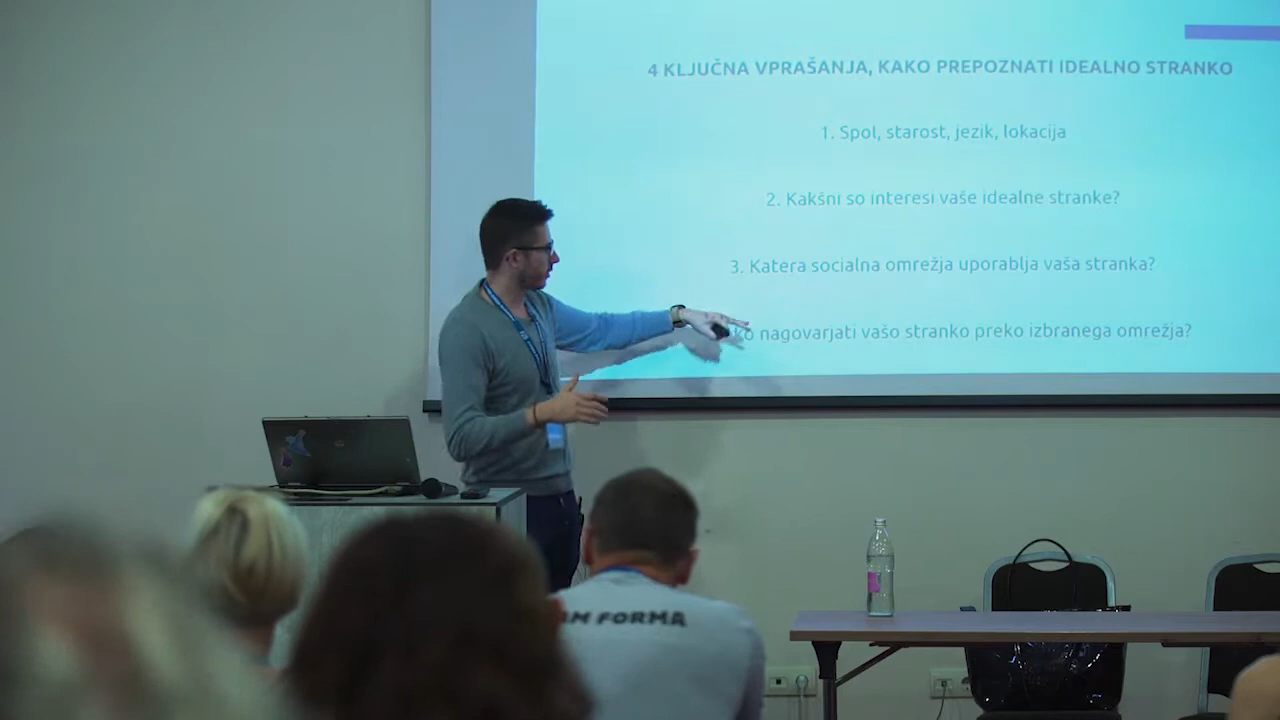 4 KLJUČNA VPRAŠANJA, KAKO PREPOZNATI IDEALNO STRANKO
1. Spol, starost, jezik, lokacija
2. Kakšni so interesi vaše idealne stranke?
3. Katera socialna omrežja uporablja vaša stranka?
nagovarjati vašo stranko preko izbranega omrežja?
FORMA